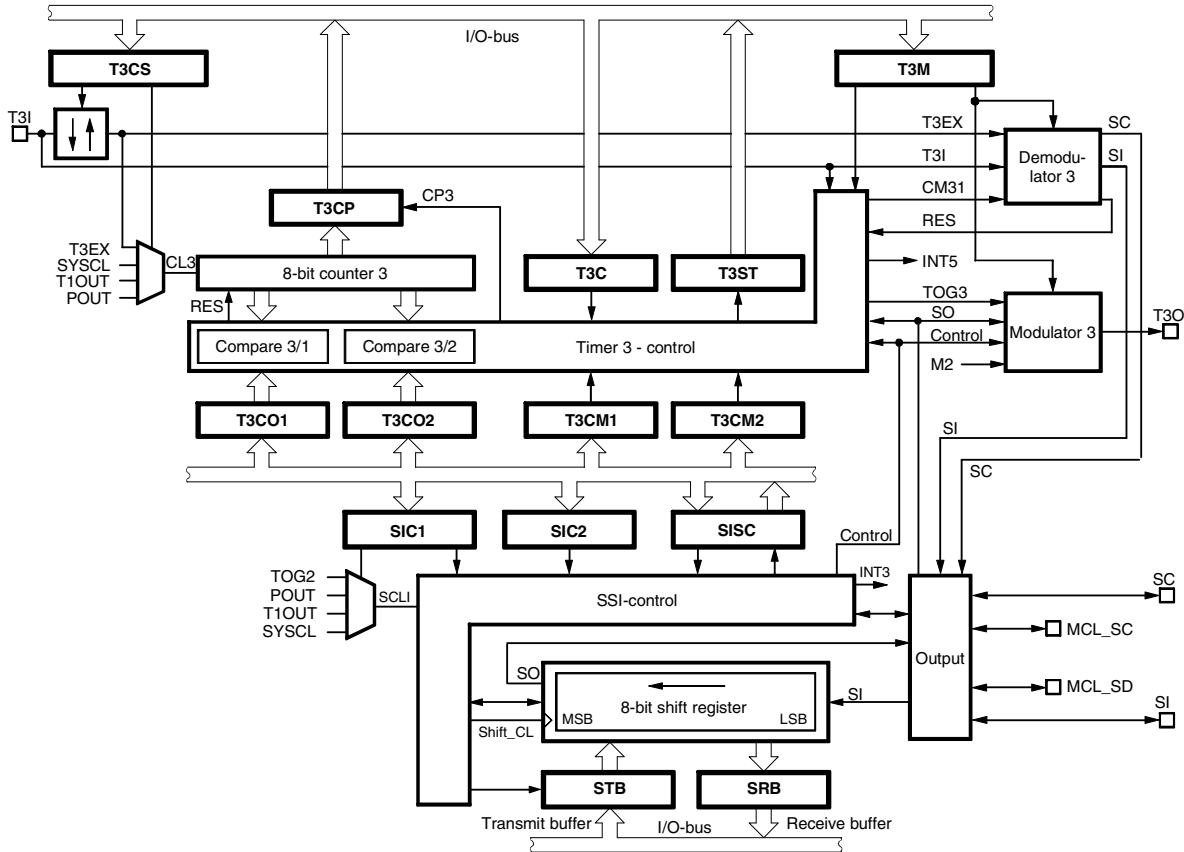 I/O-bus
T3CS
T3M
T3I
T3EX
SC
T3I
SI
Demodu-
lator 3
CM31
T3CP
CP3
RES
T3EX
SYSCL
T1OUT
POUT
CL3
8-bit counter 3
T3C
T3ST
INT5
RES
TOG3
SO
Control
M2
Modulator 3
T3O
Compare 3/1
Compare 3/2
Timer 3 - control
T3CO1
T3CO2
T3CM1
T3CM2
SI
SC
SIC1
SIC2
SISC
Control
TOG2
POUT
T1OUT
SYSCL
SCLI
SSI-control
INT3
SC
MCL_SC
Output
SO
8-bit shift register
MSB
LSB
SI
MCL_SD
SI
Shift_CL
STB
SRB
Transmit buffer
I/O-bus
Receive buffer